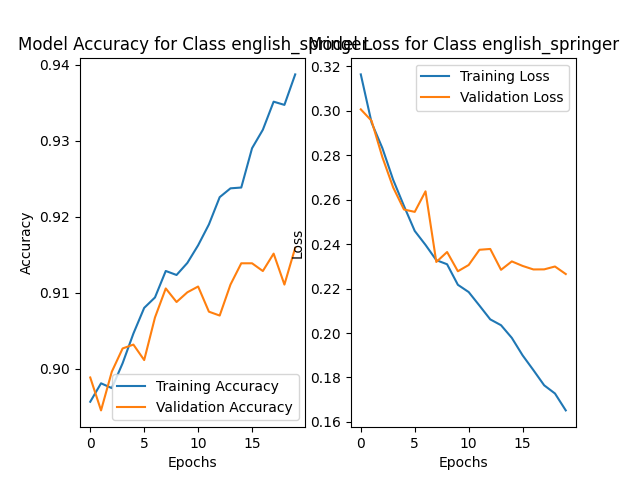 Model Accuracy for Class english_springer
Model Loss for Class english_springer
0.94
0.93
0.92
0.91
0.90
Accuracy
0
5
10
15
Epochs
Training Accuracy
Validation Accuracy
0.32
0.30
0.28
0.26
0.24
0.22
0.20
0.18
0.16
Loss
0
5
10
15
Epochs
Training Loss
Validation Loss